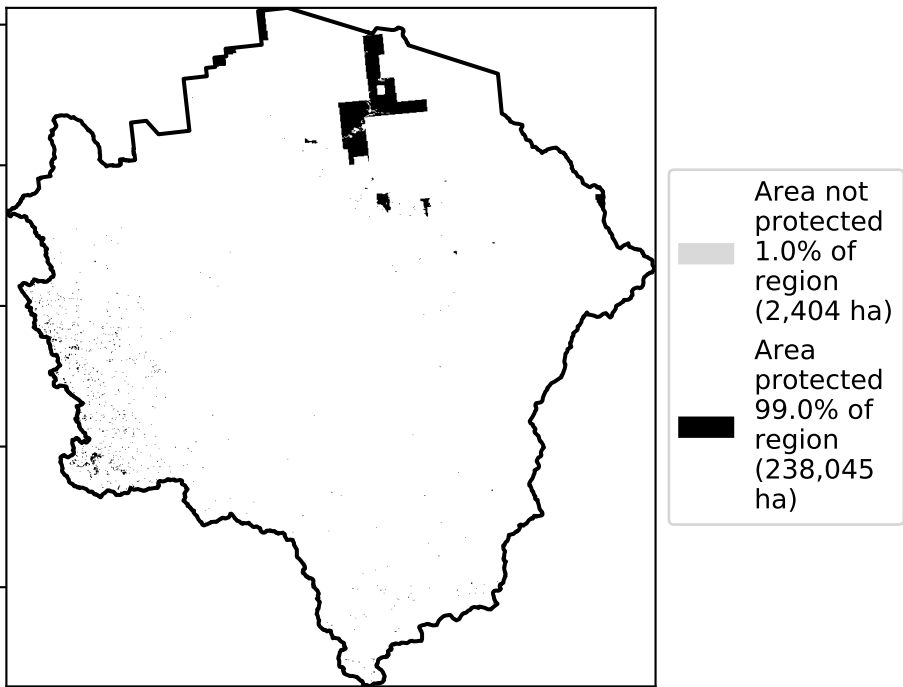 Area not
protected
1.0% of
region
(2,404 ha)
Area
protected
99.0% of
region
(238,045
ha)